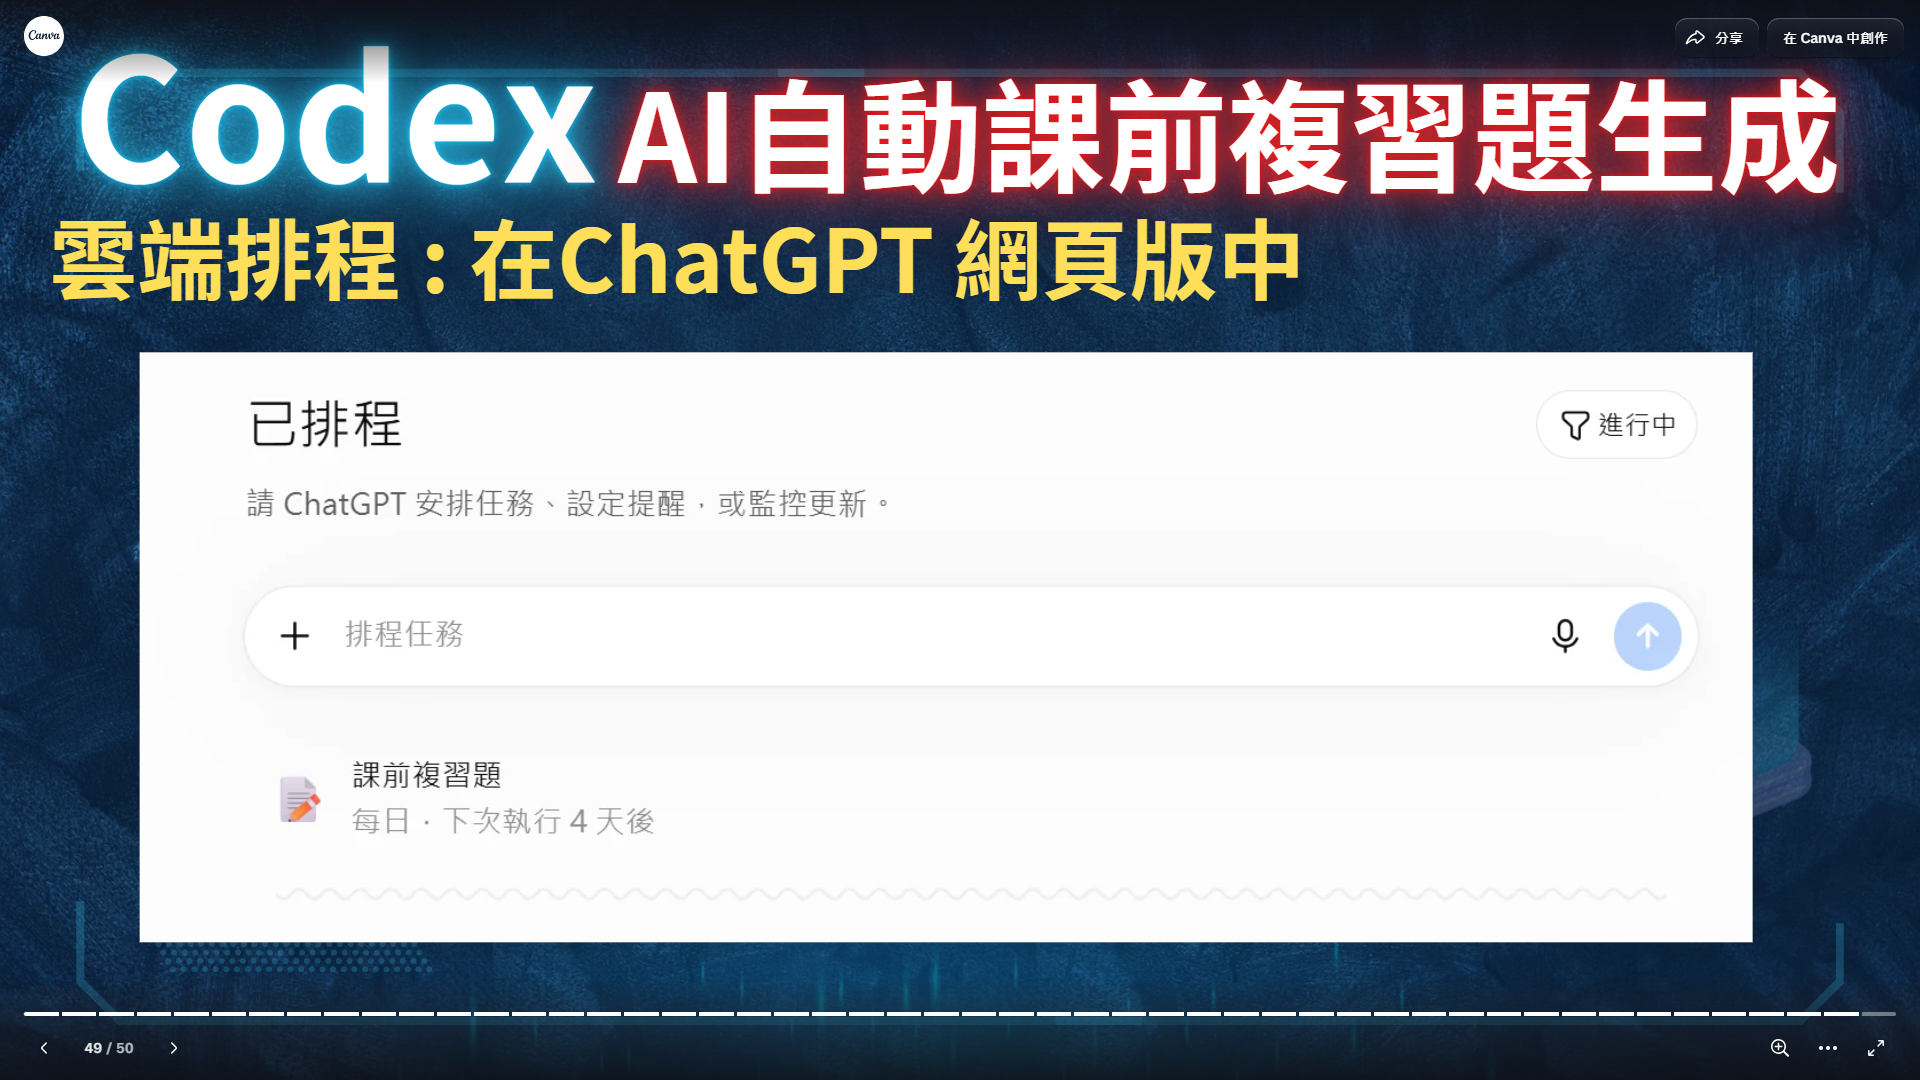 Canva
分享
在 Canva 中創作
Codex AI自動課前複習題生成
雲端排程：在ChatGPT 網頁版中
已排程
進行中
請 ChatGPT 安排任務、設定提醒，或監控更新。
排程任務
課前複習題
每日．下次執行 4 天後
49 / 50